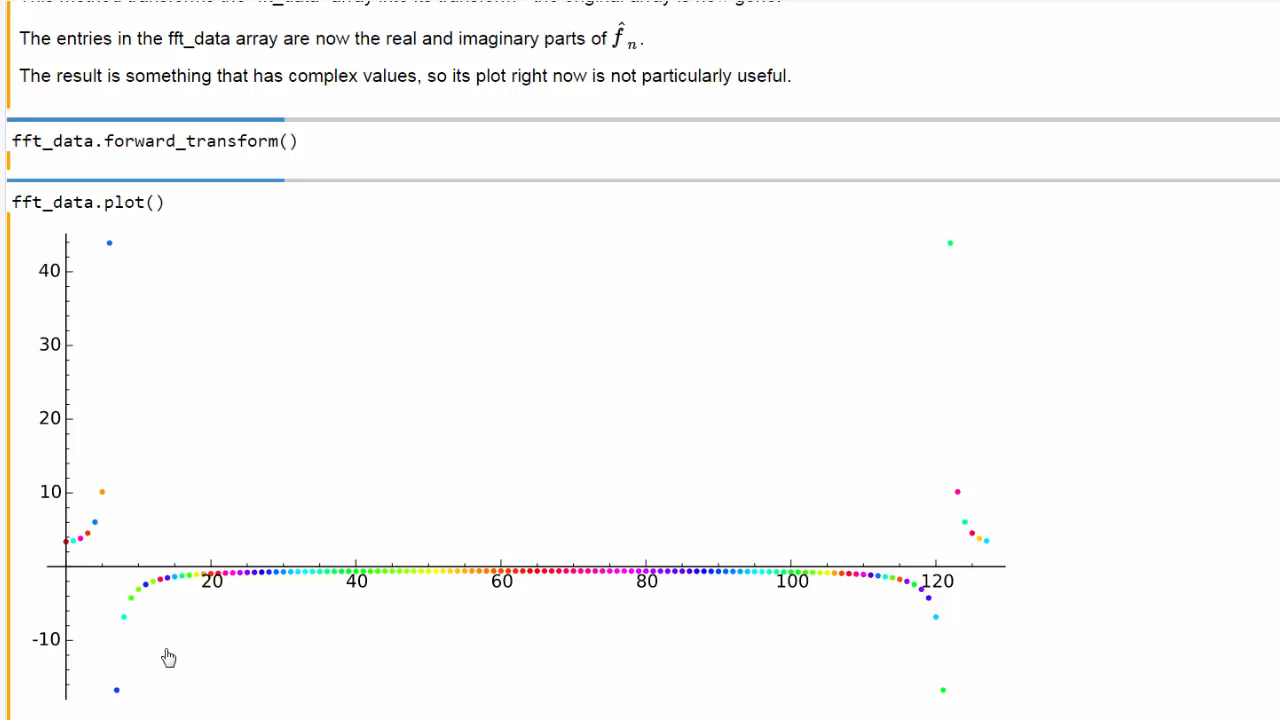 The entries in the fft_data array are now the real and imaginary parts of f̂ n.
The result is something that has complex values, so its plot right now is not particularly useful.
fft_data.forward_transform()
fft_data.plot()
40
30
20
10
20 40 60 80 100 120
-10